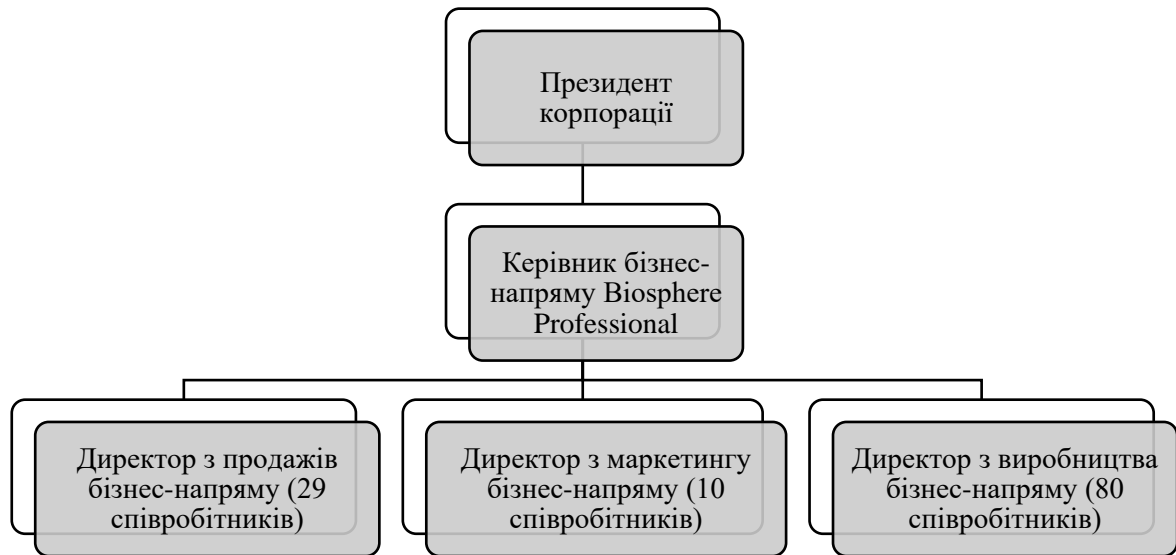 Президент
корпорації
Керівник бізнес-
напряму Biosphere
Professional
Директор з продажів
бізнес-напряму (29
співробітників)
Директор з маркетингу
бізнес-напряму (10
співробітників)
Директор з виробництва
бізнес-напряму (80
співробітників)